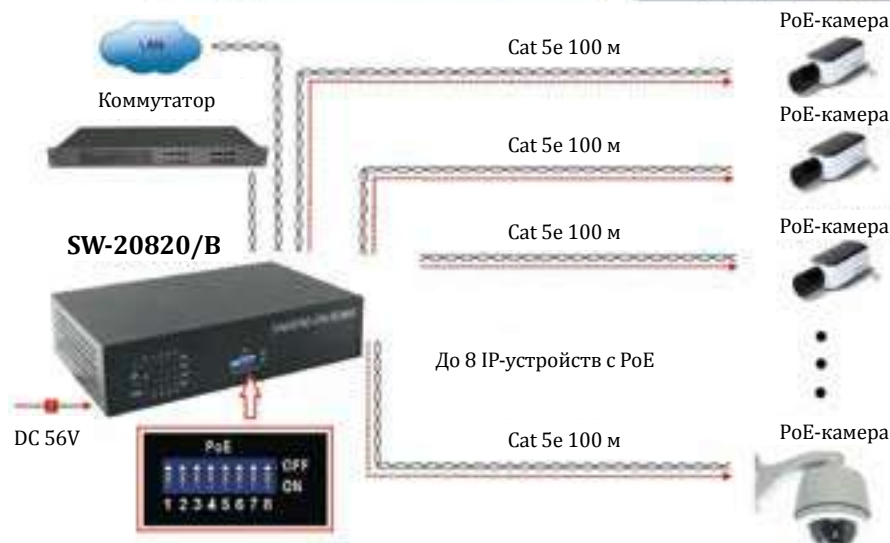 PoE-камера
LAN
Cat 5e 100 м
Коммутатор
PoE-камера
Cat 5e 100 м
SW-20820/B
PoE-камера
Cat 5e 100 м
До 8 IP-устройств с PoE
DC 56V
PoE
OFF
ON
1 2 3 4 5 6 7 8
Cat 5e 100 м
PoE-камера